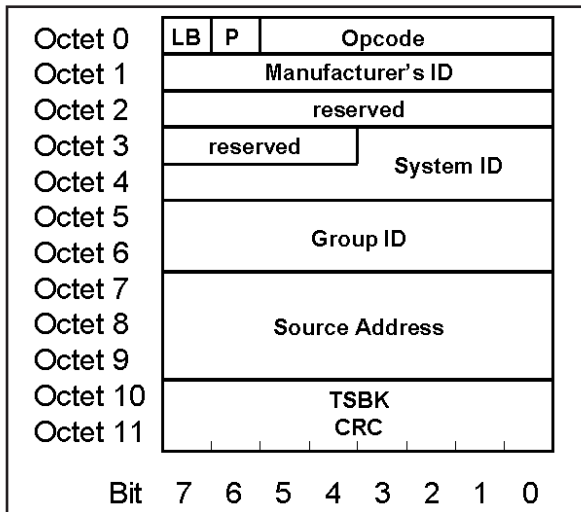 Octet 0 LB P Opcode
Octet 1 Manufacturer's ID
Octet 2 reserved
Octet 3 reserved
System ID
Octet 4
Octet 5
Group ID
Octet 6
Octet 7
Octet 8 Source Address
Octet 9
Octet 10 TSBK
Octet 11 CRC
Bit 7 6 5 4 3 2 1 0